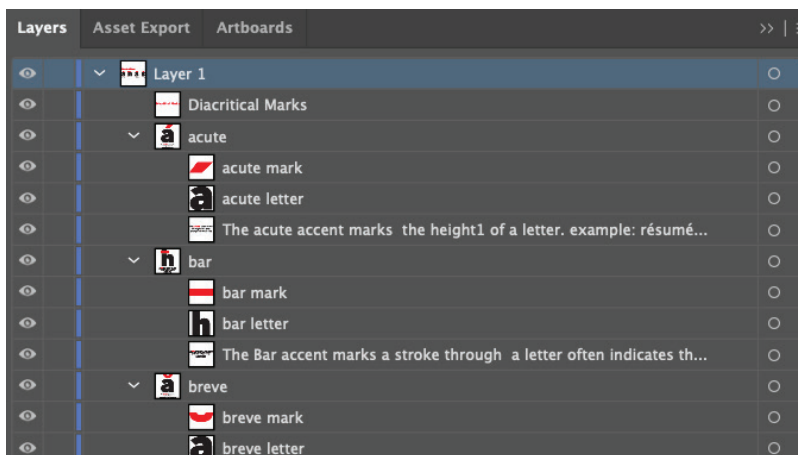 Layers Asset Export Artboards
Layer 1
Diacritical Marks
acute
acute mark
acute letter
The acute accent marks  the height1 of a letter. example: résumé...
bar
bar mark
bar letter
The Bar accent marks a stroke through  a letter often indicates th...
breve
breve mark
breve letter